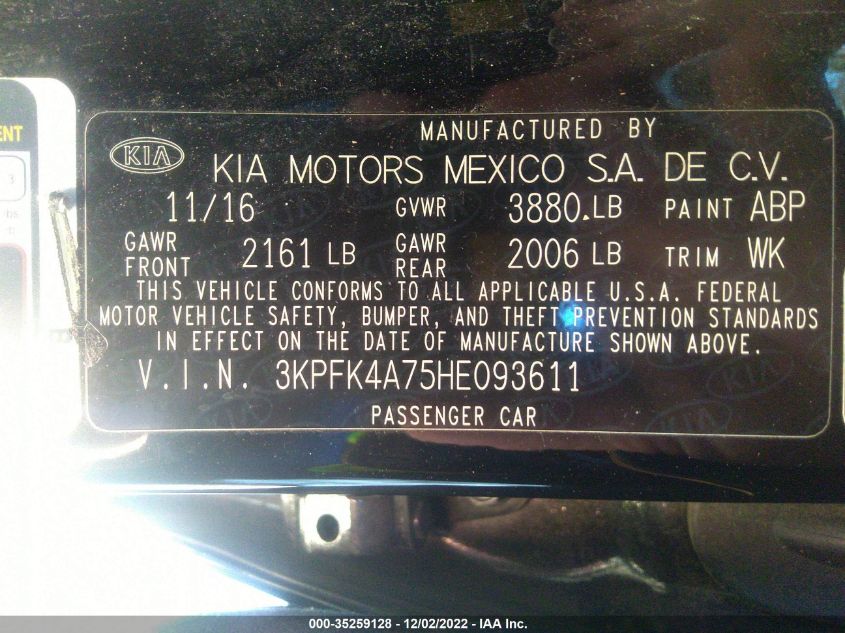 MANUFACTURED BY
KIA KIA MOTORS MEXICO S.A. DE C.V.
11/16 GVWR 3880.LB PAINT ABP
GAWR FRONT 2161 LB GAWR REAR 2006 LB TRIM WK
THIS VEHICLE CONFORMS TO ALL APPLICABLE U.S.A. FEDERAL
MOTOR VEHICLE SAFETY, BUMPER, AND THEFT PREVENTION STANDARDS
IN EFFECT ON THE DATE OF MANUFACTURE SHOWN ABOVE.
V.I.N. 3KPFK4A75HE093611
PASSENGER CAR
ENT
3
000-35259128 - 12/02/2022 - IAA Inc.